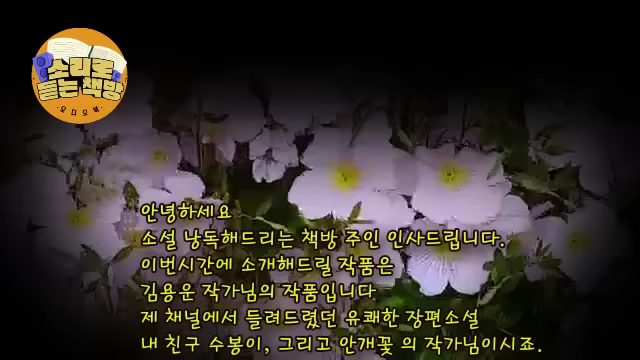 소리로
듣는 책방
오디오북
안녕하세요
소설 낭독해드리는 책방 주인 인사드립니다.
이번시간에 소개해드릴 작품은
김용운 작가님의 작품입니다
제 채널에서 들려드렸던 유쾌한 장편소설
내 친구 수봉이, 그리고 안개꽃 의 작가님이시죠.